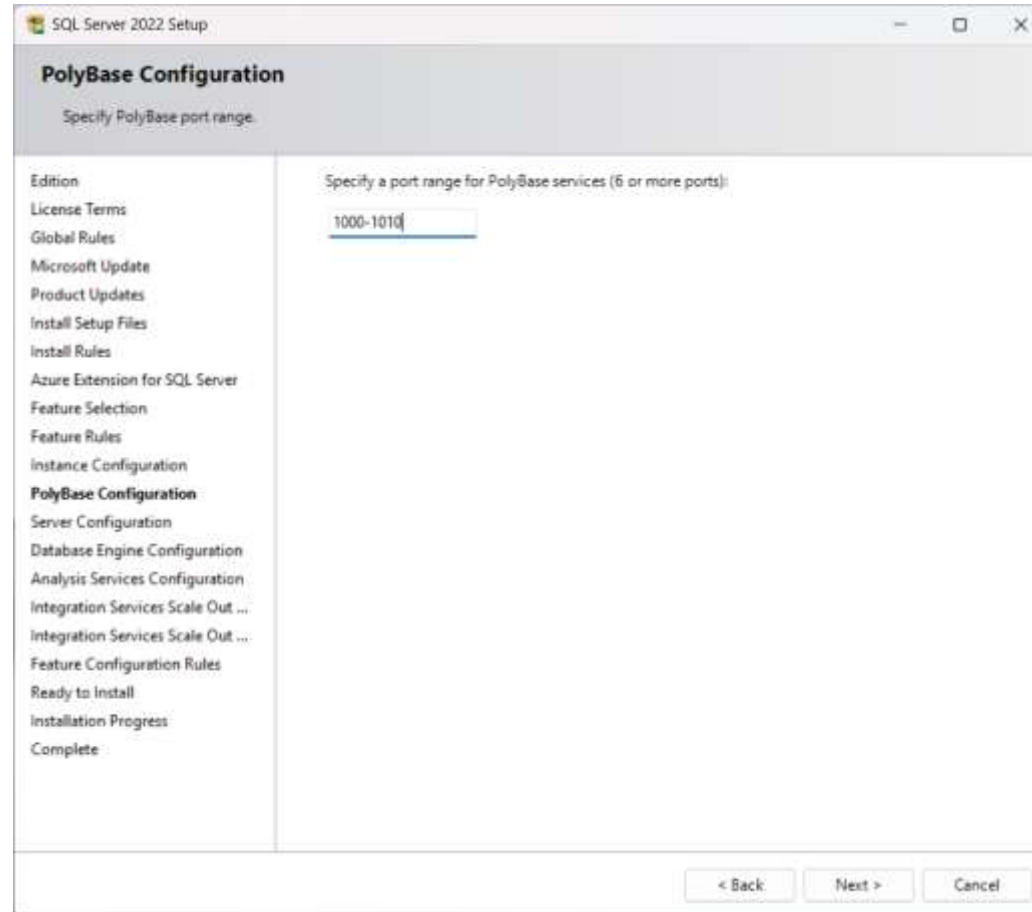 SQL Server 2022 Setup
PolyBase Configuration
Specify PolyBase port range.
Edition
License Terms
Global Rules
Microsoft Update
Product Updates
Install Setup Files
Install Rules
Azure Extension for SQL Server
Feature Selection
Feature Rules
Instance Configuration
PolyBase Configuration
Server Configuration
Database Engine Configuration
Analysis Services Configuration
Integration Services Scale Out ...
Integration Services Scale Out ...
Feature Configuration Rules
Ready to Install
Installation Progress
Complete
Specify a port range for PolyBase services (6 or more ports):
1000-1010
< Back
Next >
Cancel